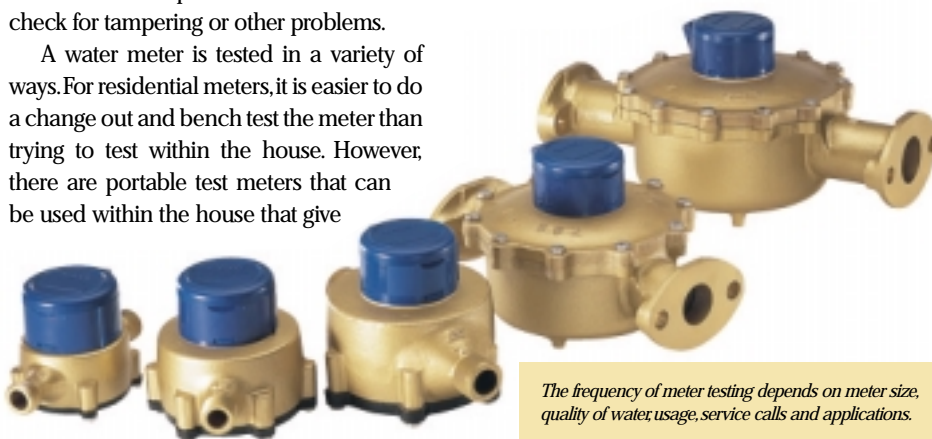 check for tampering or other problems.
A water meter is tested in a variety of
ways.For residential meters,it is easier to do
a change out and bench test the meter than
trying to test within the house. However,
there are portable test meters that can
be used within the house that give
The frequency of meter testing depends on meter size,
quality of water,usage,service calls and applications.